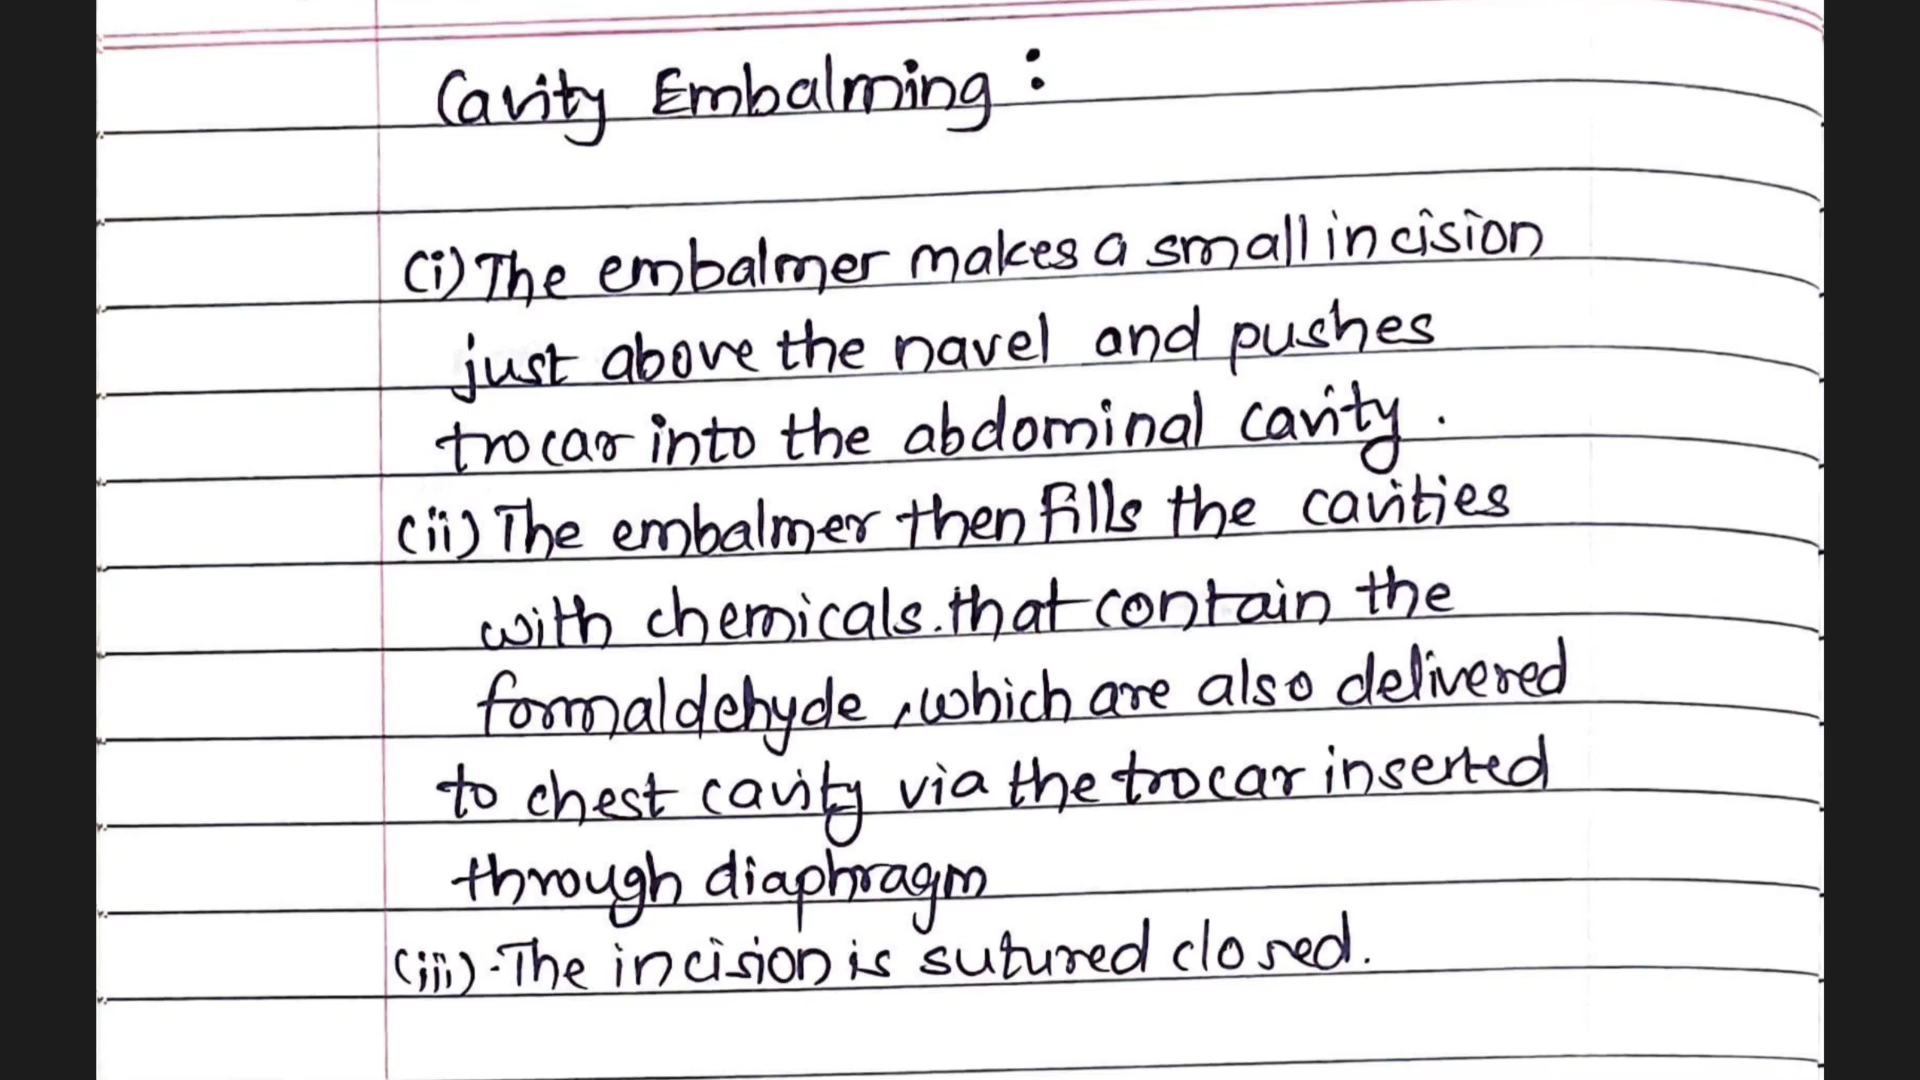 Cavity Embalming :
(i) The embalmer makes a small incision
just above the navel and pushes
trocar into the abdominal cavity .
(ii) The embalmer then fills the cavities
with chemicals. that contain the
formaldehyde , which are also delivered
to chest cavity via the trocar inserted
through diaphragm
(iii) . The incision is sutured closed.